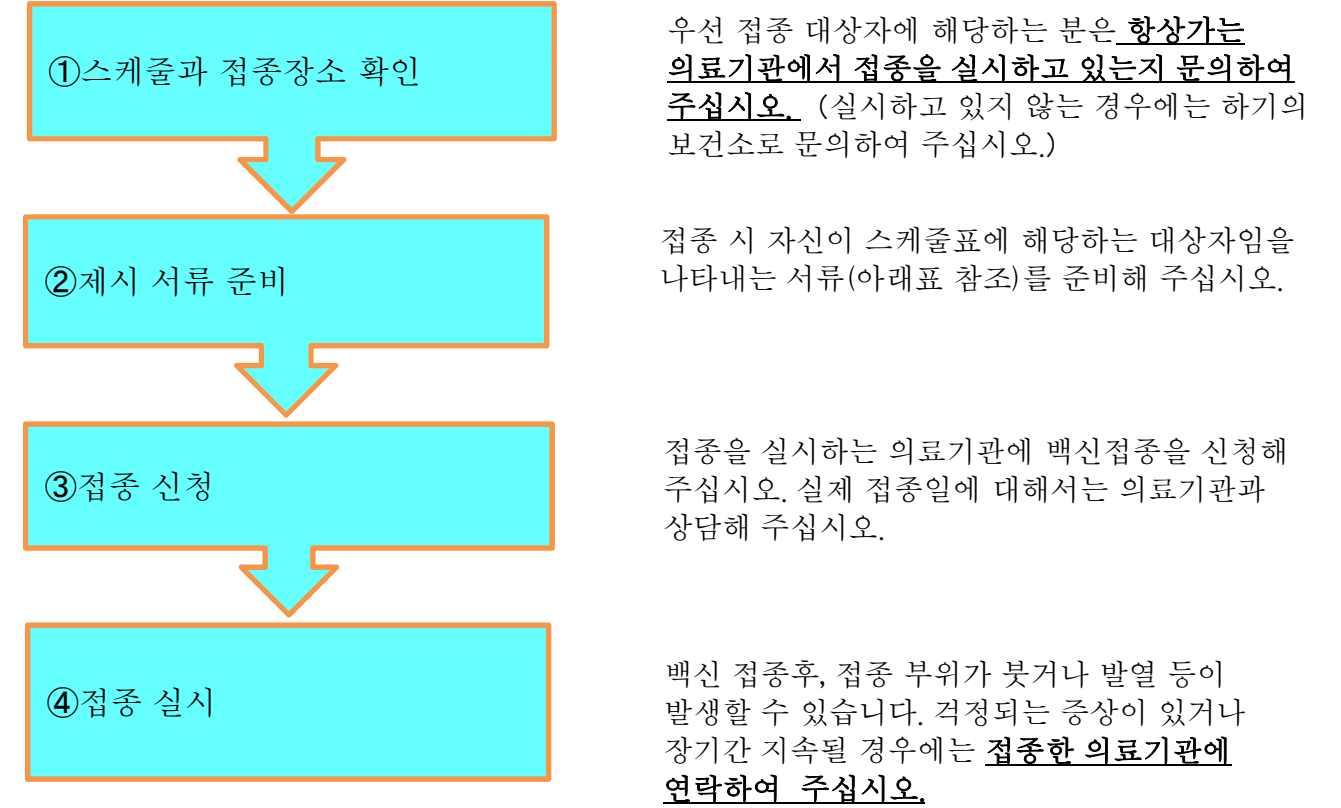 ①스케줄과 접종장소 확인
우선 접종 대상자에 해당하는 분은 항상가는
의료기관에서 접종을 실시하고 있는지 문의하여
주십시오. (실시하고 있지 않는 경우에는 하기의
보건소로 문의하여 주십시오.)
②제시 서류 준비
접종 시 자신이 스케줄표에 해당하는 대상자임을
나타내는 서류(아래표 참조)를 준비해 주십시오.
③접종 신청
접종을 실시하는 의료기관에 백신접종을 신청해
주십시오. 실제 접종일에 대해서는 의료기관과
상담해 주십시오.
④접종 실시
백신 접종후, 접종 부위가 붓거나 발열 등이
발생할 수 있습니다. 걱정되는 증상이 있거나
장기간 지속될 경우에는 접종한 의료기관에
연락하여 주십시오.